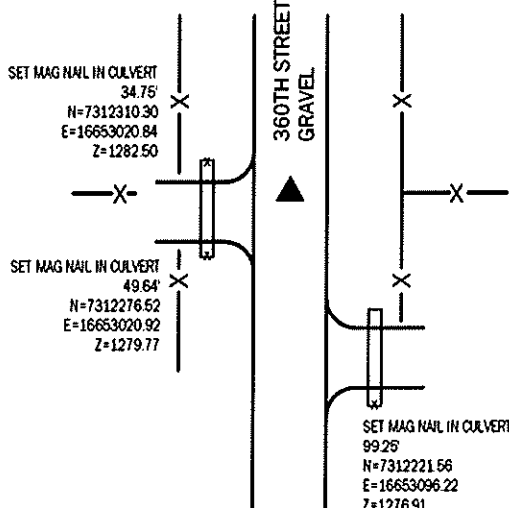 360TH STREET
GRAVEL
SET MAG NAIL IN CULVERT
34.75'
N=7312310.30
E=16653020.84
Z=1282.50
SET MAG NAIL IN CULVERT
49.64'
N=7312276.52
E=16653020.92
Z=1279.77
SET MAG NAIL IN CULVERT
99.25'
N=7312221.56
E=16653096.22
Z=1276.91